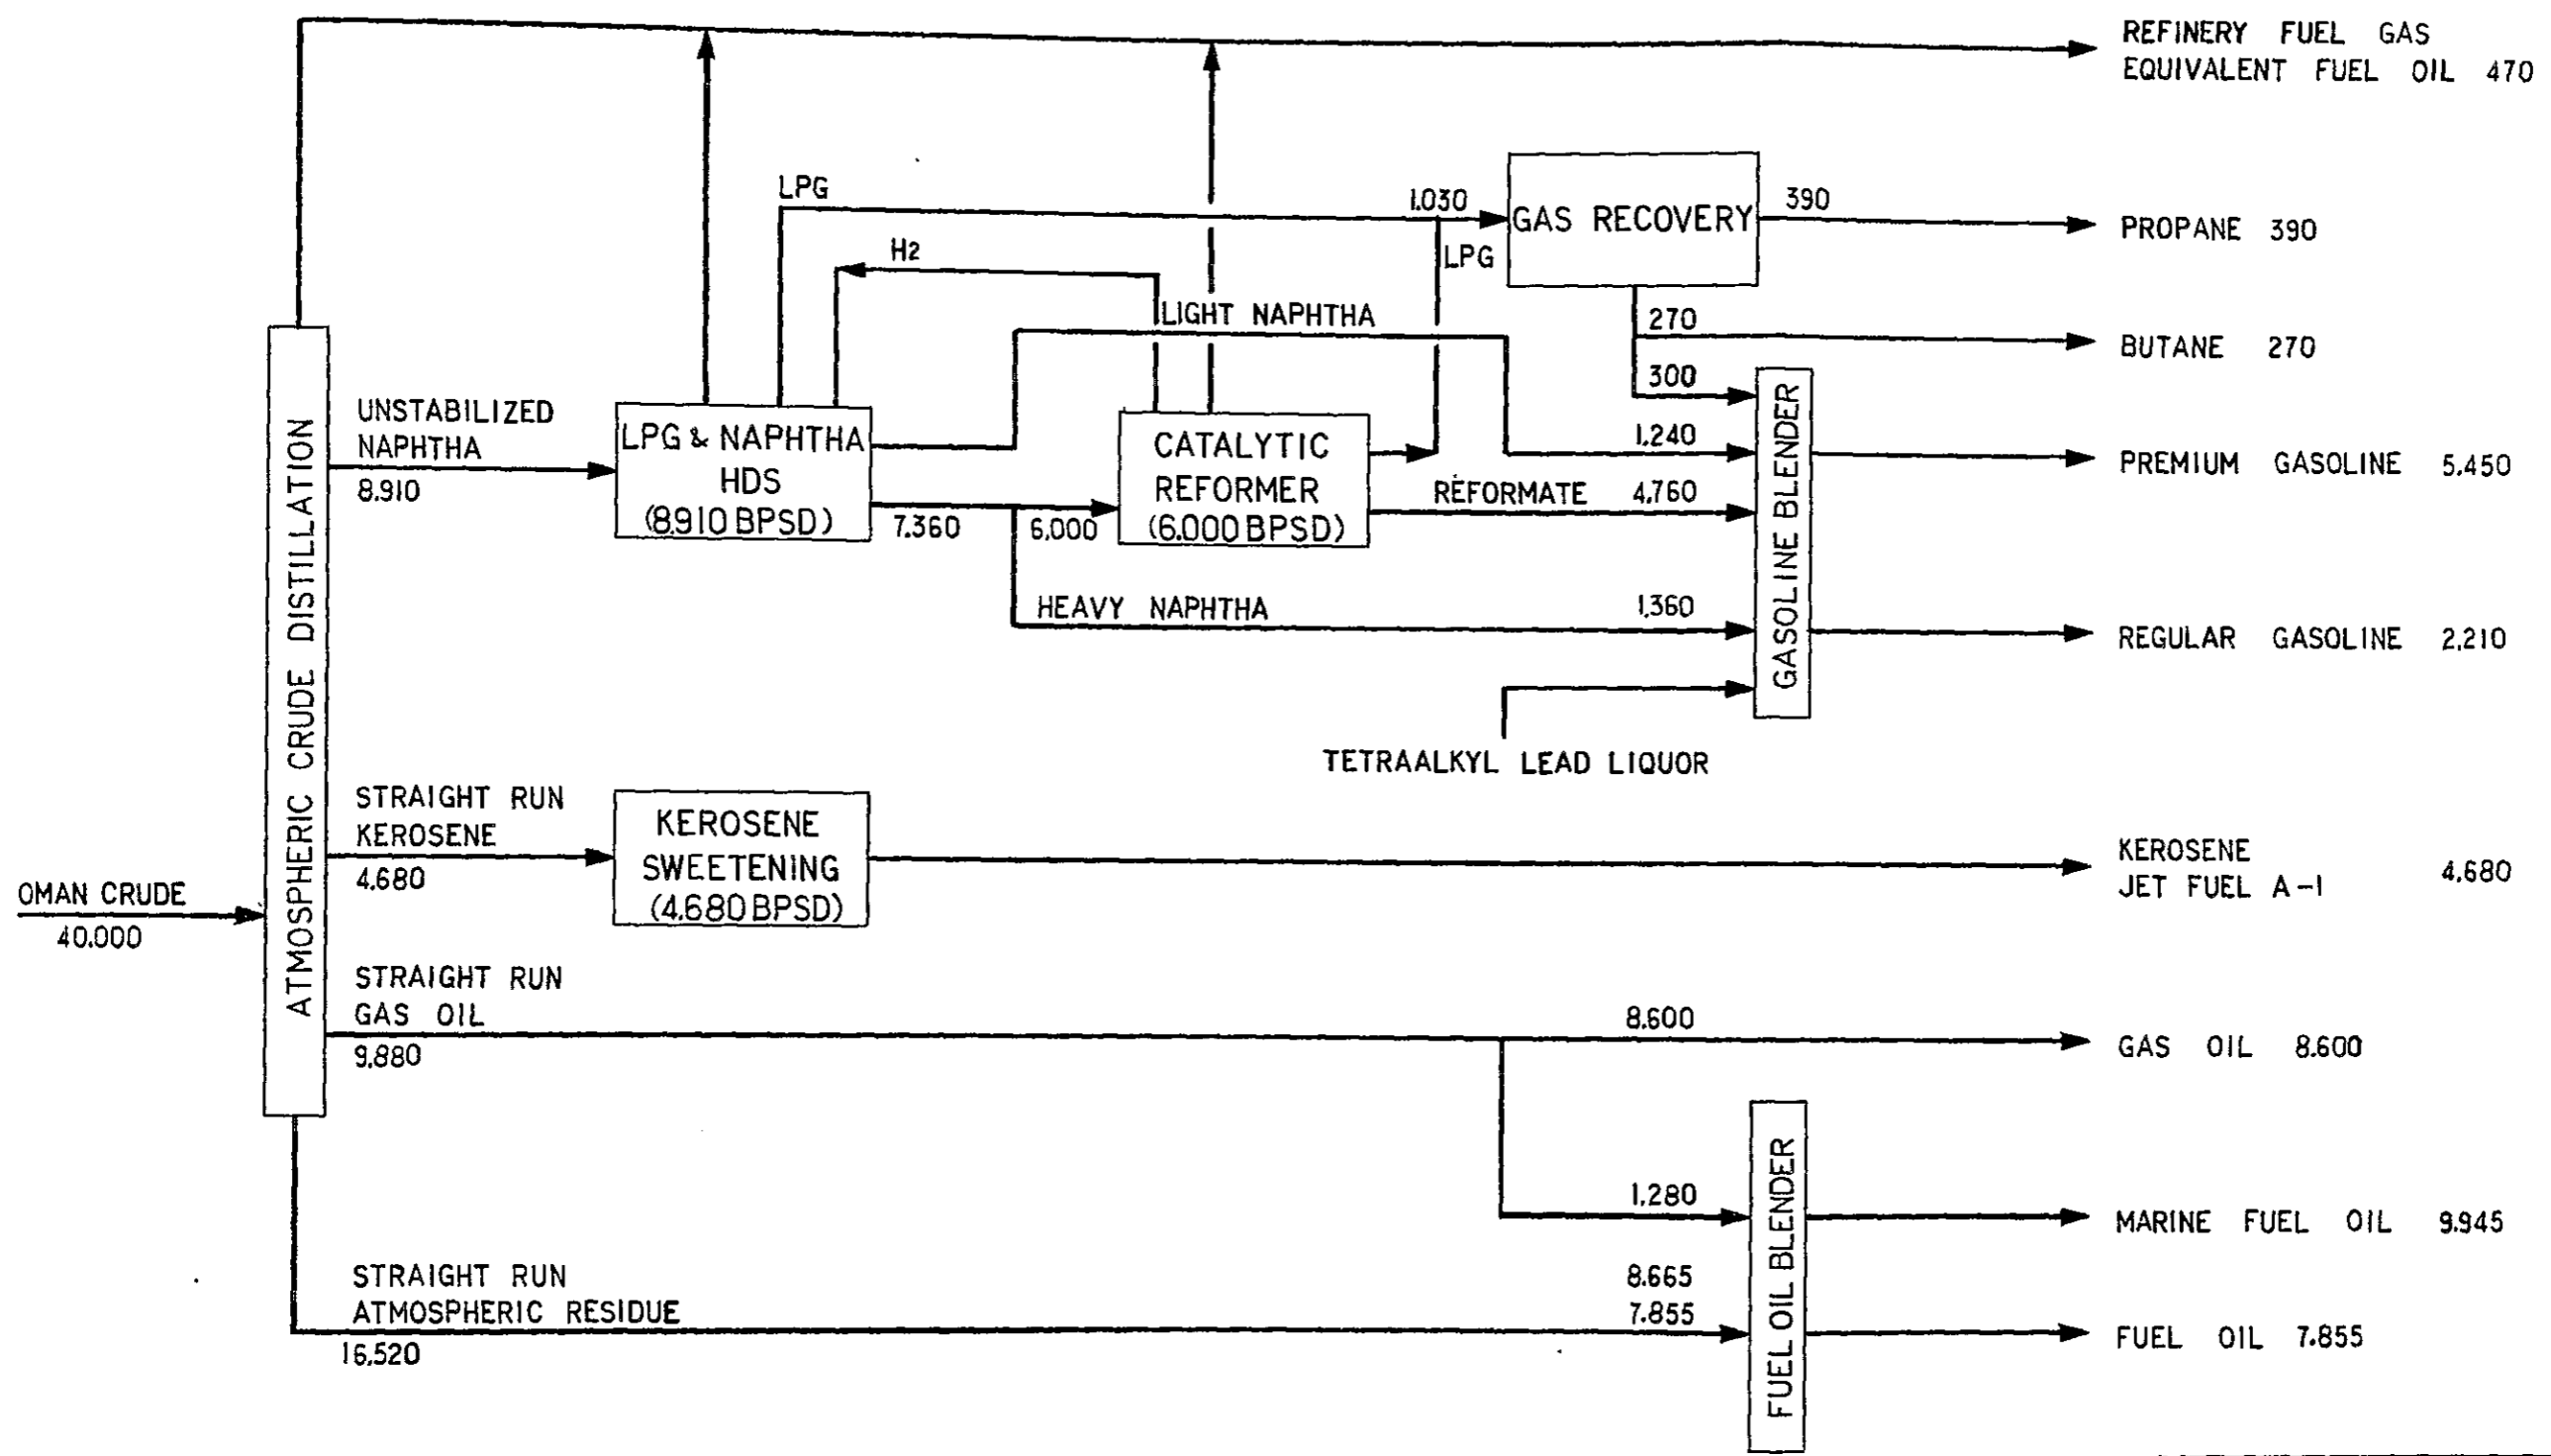 REFINERY FUEL GAS
EQUIVALENT FUEL OIL 470
LPG
1.030
GAS RECOVERY
390
PROPANE 390
H2
LPG
LIGHT NAPHTHA
270
BUTANE 270
300
UNSTABILIZED
NAPHTHA
8.910
LPG & NAPHTHA
HDS
(8.910 BPSD)
7.360
6.000
CATALYTIC
REFORMER
(6.000 BPSD)
1.240
REFORMATE 4.760
PREMIUM GASOLINE 5.450
GASOLINE BLENDER
HEAVY NAPHTHA
1.360
REGULAR GASOLINE 2.210
TETRAALKYL LEAD LIQUOR
ATMOSPHERIC CRUDE DISTILLATION
STRAIGHT RUN
KEROSENE
4.680
KEROSENE
SWEETENING
(4.680 BPSD)
KEROSENE
JET FUEL A-1 4.680
OMAN CRUDE
40.000
STRAIGHT RUN
GAS OIL
9.880
8.600
GAS OIL 8.600
1.280
FUEL OIL BLENDER
MARINE FUEL OIL 9.945
STRAIGHT RUN
ATMOSPHERIC RESIDUE
16.520
8.665
7.855
FUEL OIL 7.855